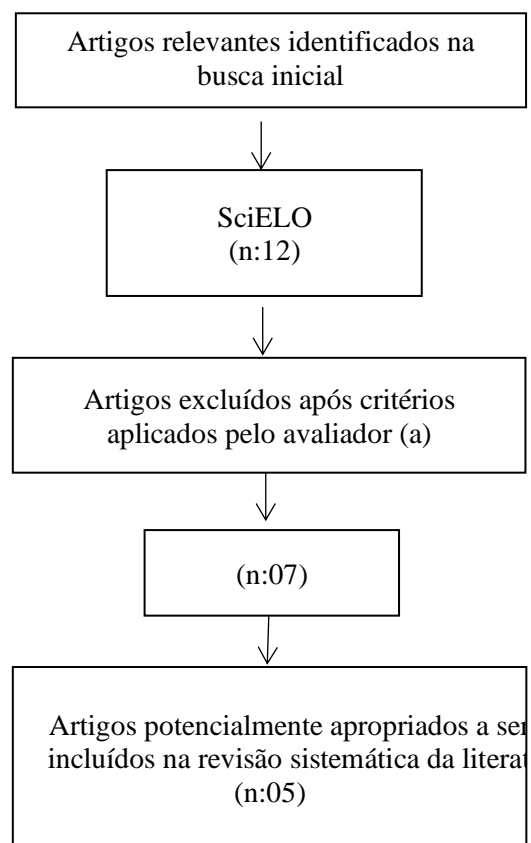 Artigos relevantes identificados na
busca inicial
SciELO
(n:12)
Artigos excluídos após critérios
aplicados pelo avaliador (a)
(n:07)
Artigos potencialmente apropriados a
incluídos na revisão sistemática da
(n:05)